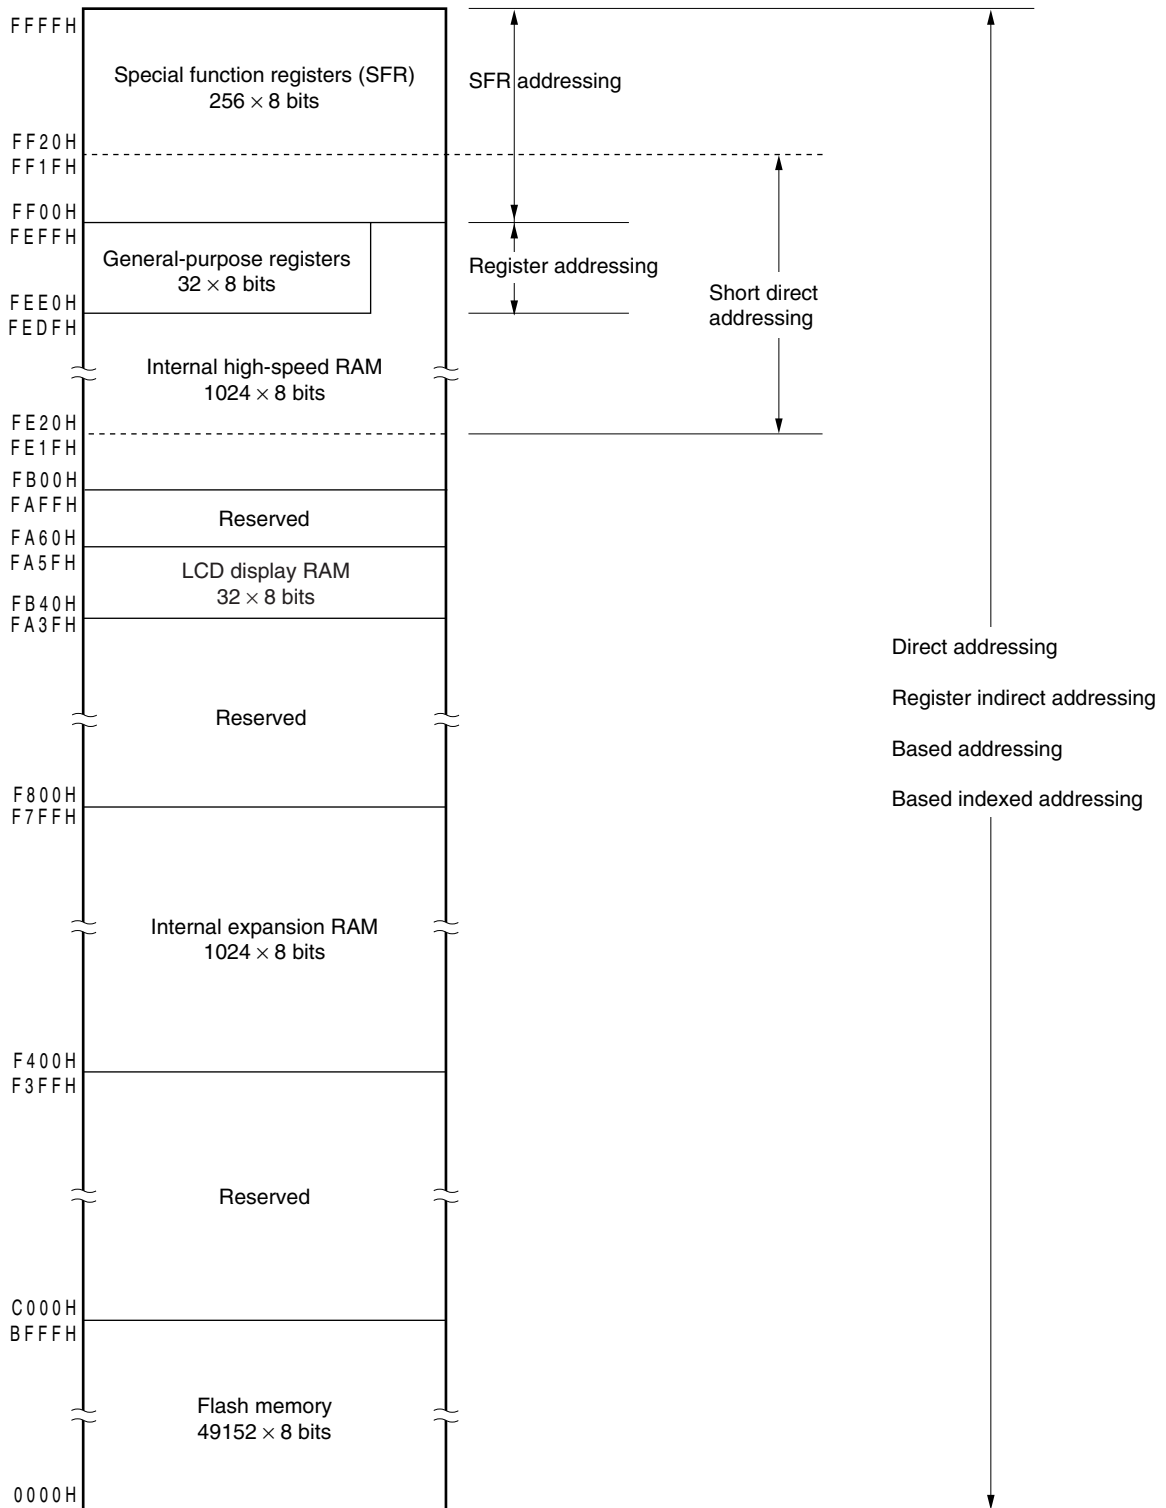 FFFFH
Special function registers (SFR)
256 × 8 bits
SFR addressing
FF20H
FF1FH
FF00H
FEFFH
General-purpose registers
32 × 8 bits
Register addressing
Short direct
addressing
FEE0H
FEDFH
Internal high-speed RAM
1024 × 8 bits
FE20H
FE1FH
FB00H
FAFFH
Reserved
FA60H
FA5FH
LCD display RAM
32 × 8 bits
FB40H
FA3FH
Direct addressing
Register indirect addressing
Based addressing
Based indexed addressing
Reserved
F800H
F7FFH
Internal expansion RAM
1024 × 8 bits
F400H
F3FFH
Reserved
C000H
BFFFH
Flash memory
49152 × 8 bits
0000H